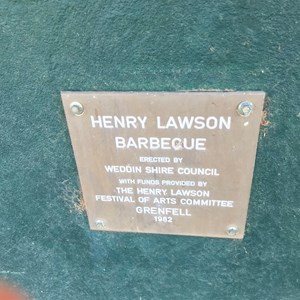 HENRY LAWSON
BARBECUE
ERECTED BY
WEDDIN SHIRE COUNCIL
WITH FUNDS PROVIDED BY
THE HENRY LAWSON
FESTIVAL OF ARTS COMMITTEE
GRENFELL
1982